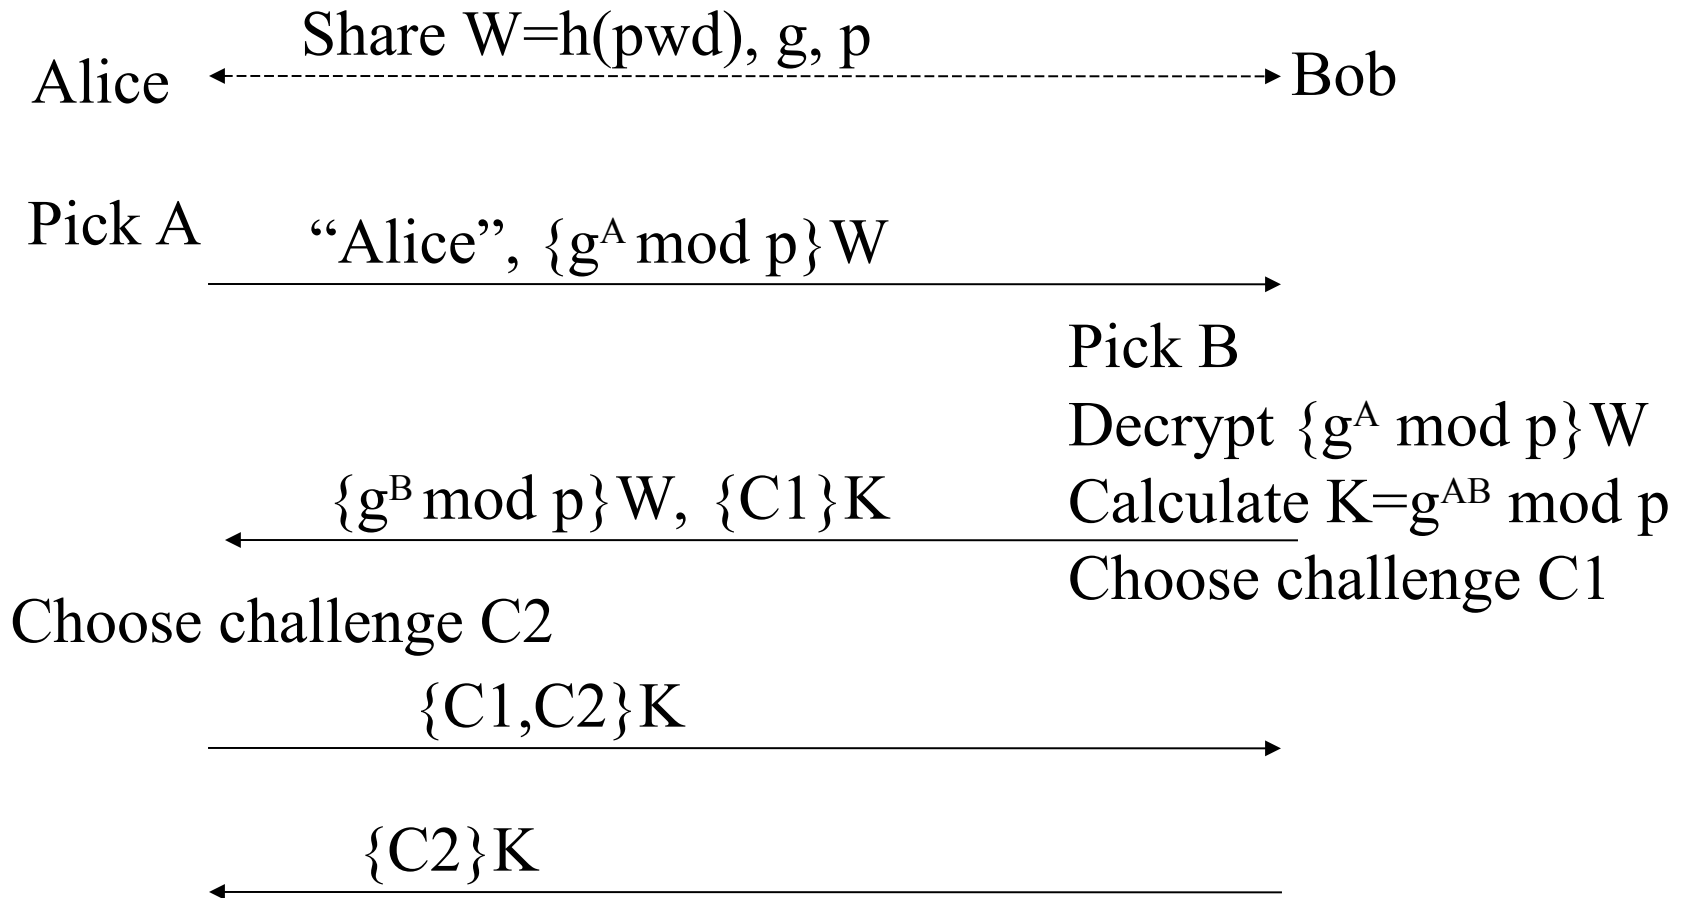 Share W=h(pwd), g, p
Alice
Bob
Pick A
“Alice”, {g^A mod p}W
Pick B
Decrypt {g^A mod p}W
{g^B mod p}W, {C1}K
Calculate K=g^AB mod p
Choose challenge C1
Choose challenge C2
{C1,C2}K
{C2}K